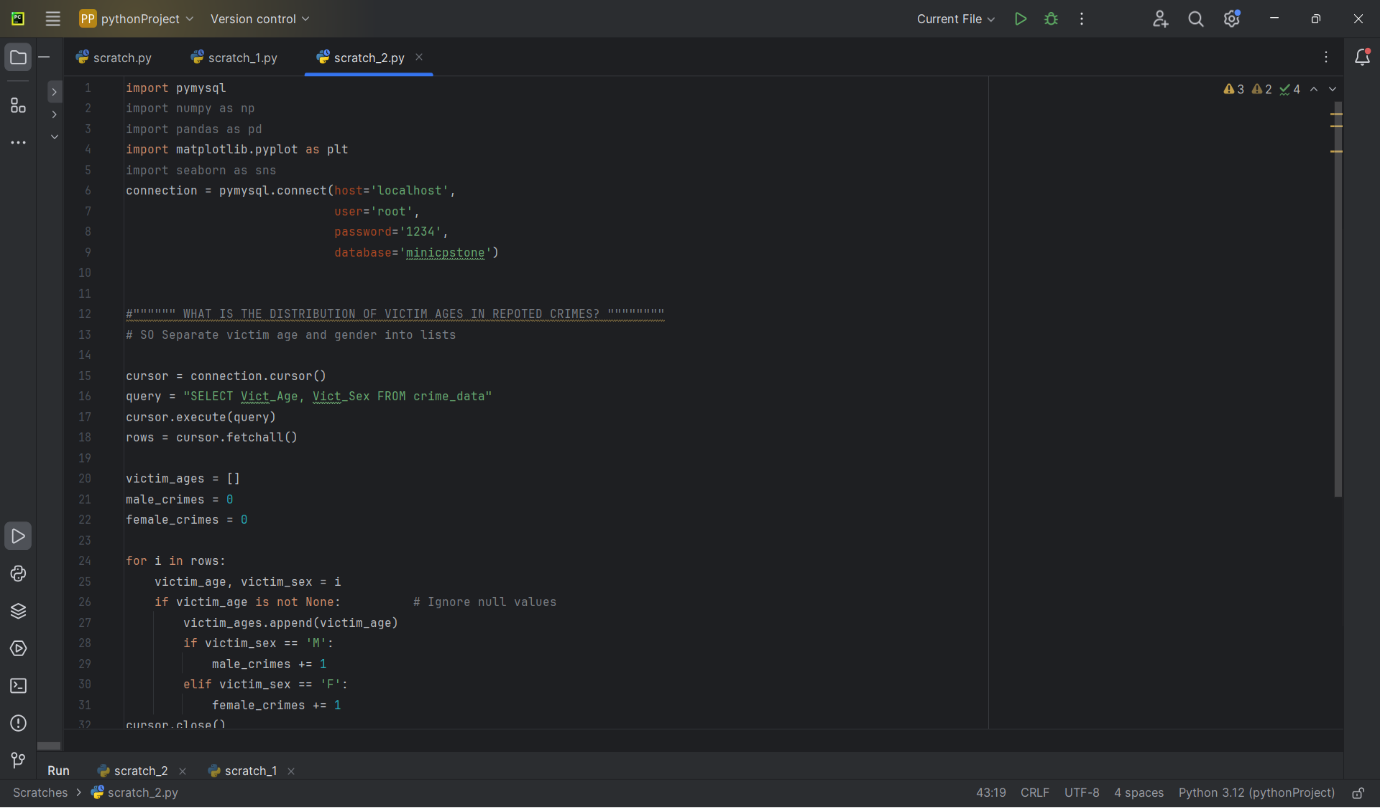 PC
PP pythonProject Version control Current File
scratch.py scratch_1.py scratch_2.py
3 2 4
1 import pymysql
2 import numpy as np
3 import pandas as pd
4 import matplotlib.pyplot as plt
5 import seaborn as sns
6 connection = pymysql.connect(host='localhost',
7 user='root',
8 password='1234',
9 database='minicpstone')
10
11
12 #"""""" WHAT IS THE DISTRIBUTION OF VICTIM AGES IN REPOTED CRIMES? """"""""
13 # SO Separate victim age and gender into lists
14
15 cursor = connection.cursor()
16 query = "SELECT Vict_Age, Vict_Sex FROM crime_data"
17 cursor.execute(query)
18 rows = cursor.fetchall()
19
20 victim_ages = []
21 male_crimes = 0
22 female_crimes = 0
23
24 for i in rows:
25 victim_age, victim_sex = i
26 if victim_age is not None: # Ignore null values
27 victim_ages.append(victim_age)
28 if victim_sex == 'M':
29 male_crimes += 1
30 elif victim_sex == 'F':
31 female_crimes += 1
32 cursor.close()
Run scratch_2 scratch_1
Scratches scratch_2.py 43:19 CRLF UTF-8 4 spaces Python 3.12 (pythonProject)